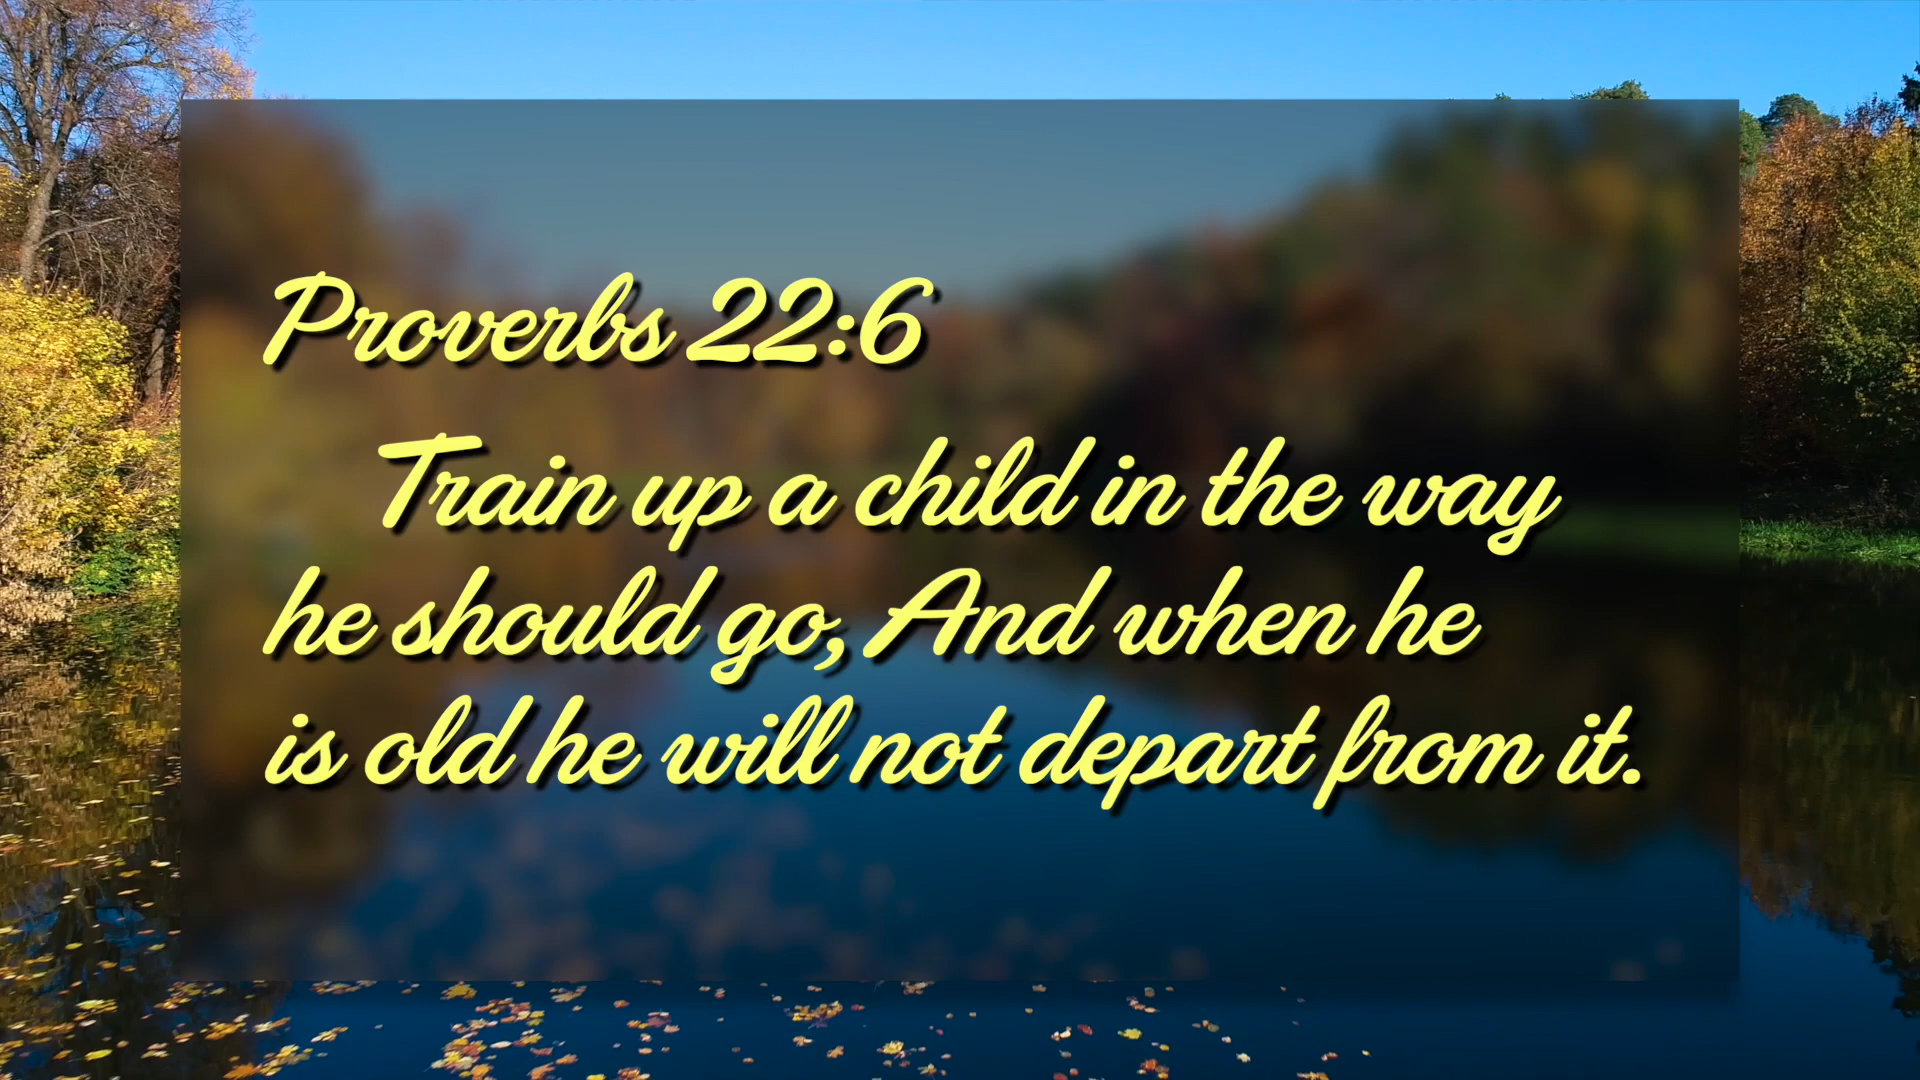 Proverbs 22:6
Train up a child in the way
he should go, And when he
is old he will not depart from it.